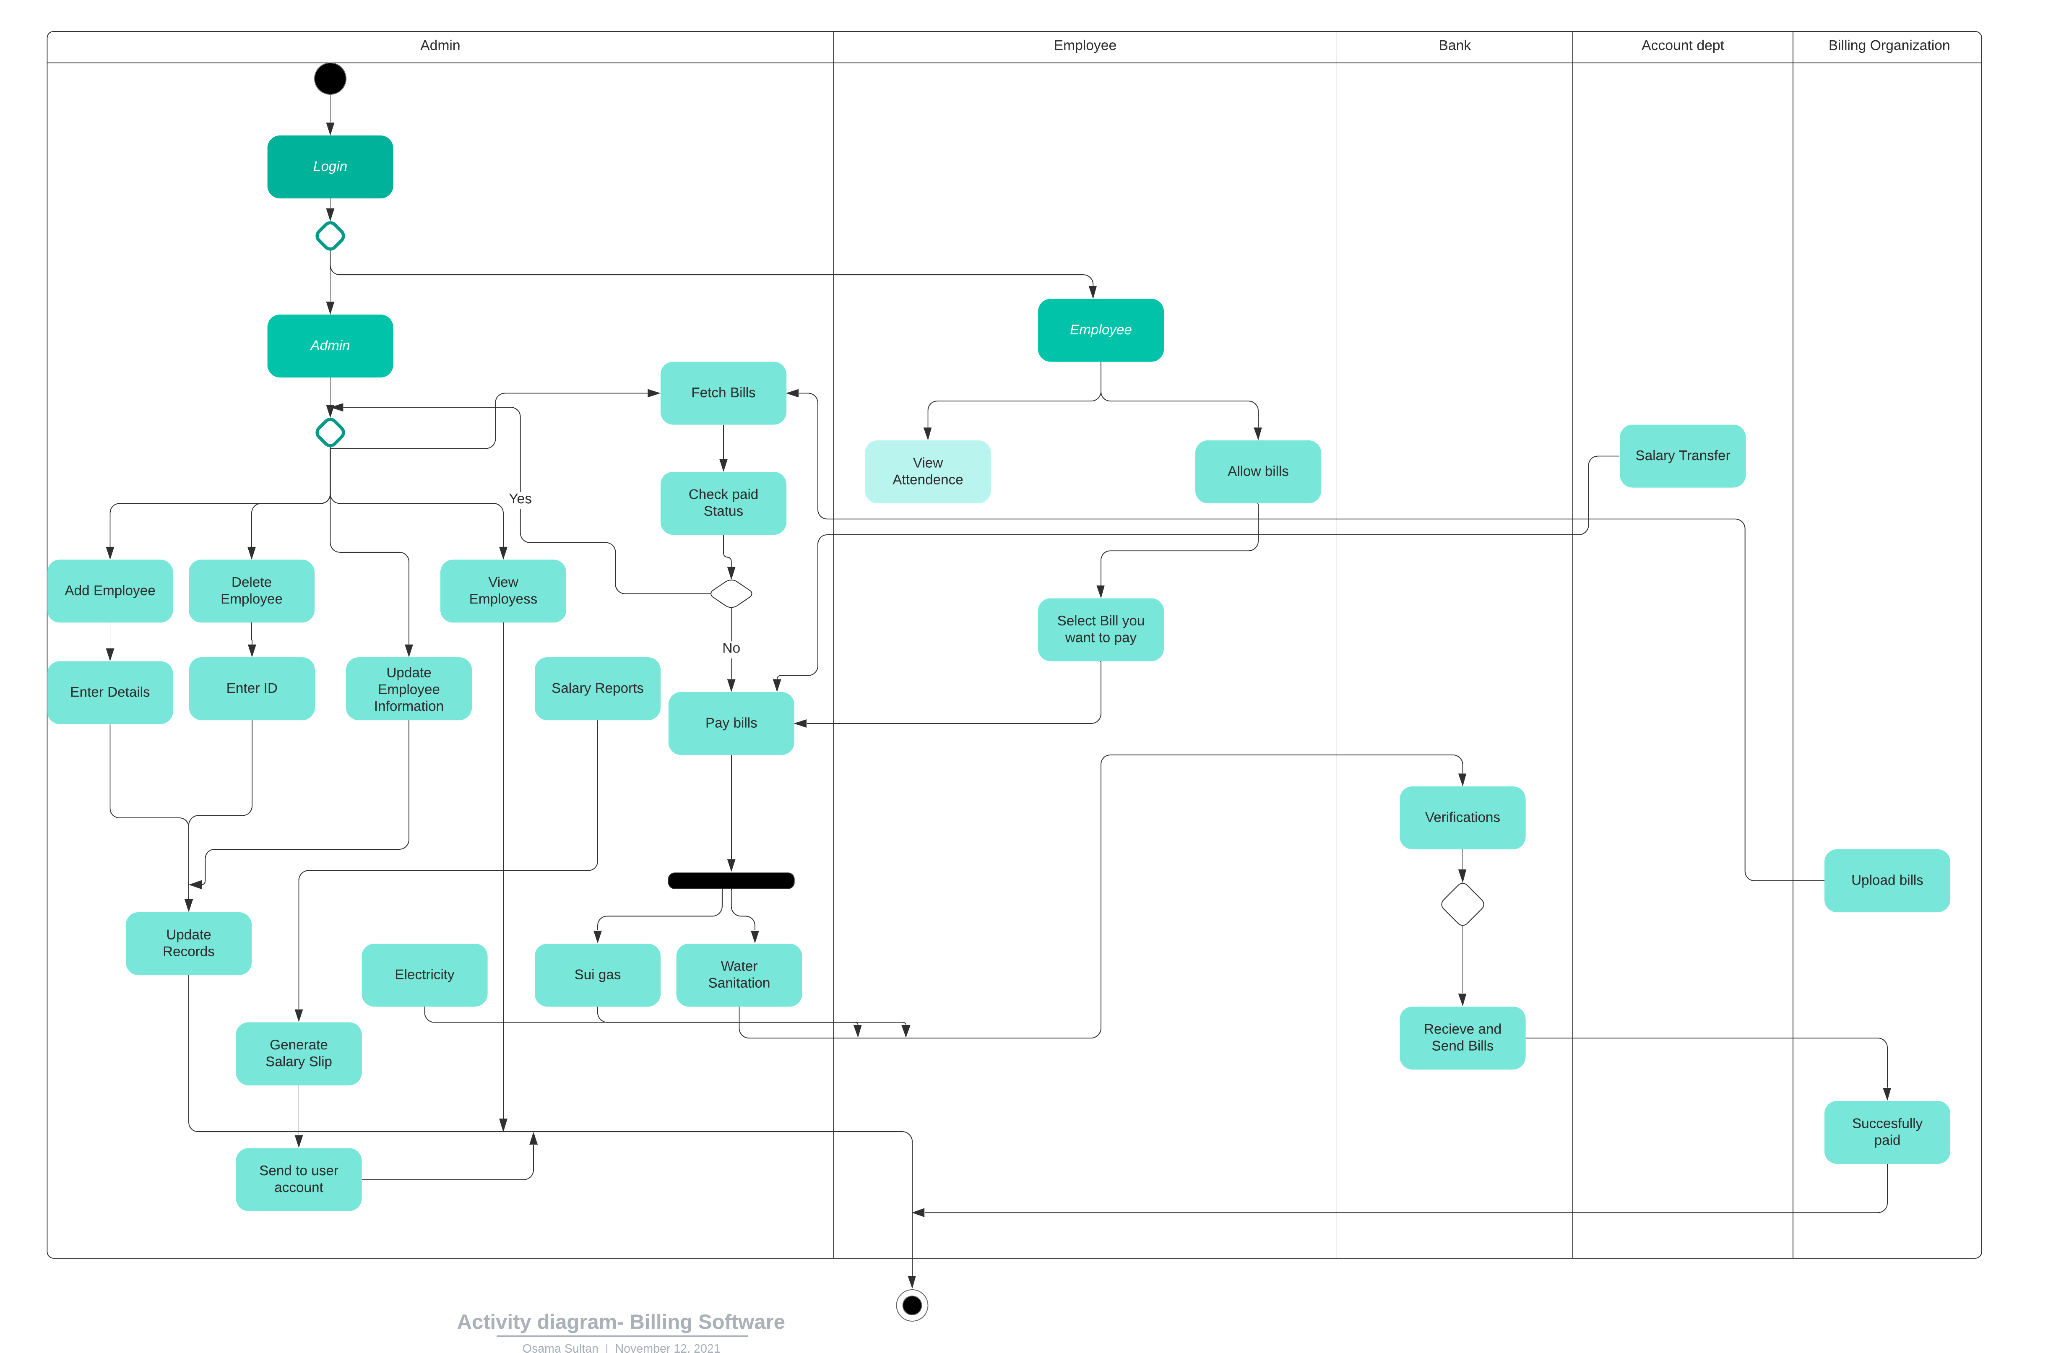 Admin
Employee
Bank
Account dept
Billing Organization
Login
Admin
Employee
Fetch Bills
View
Attendence
Allow bills
Salary Transfer
Yes
Check paid
Status
Add Employee
Delete
Employee
View
Employess
Select Bill you
want to pay
No
Enter Details
Enter ID
Update
Employee
Information
Salary Reports
Pay bills
Verifications
Upload bills
Update
Records
Electricity
Sui gas
Water
Sanitation
Generate
Salary Slip
Recieve and
Send Bills
Succesfully
paid
Send to user
account
Activity diagram- Billing Software
Osama Sultan | November 12, 2021